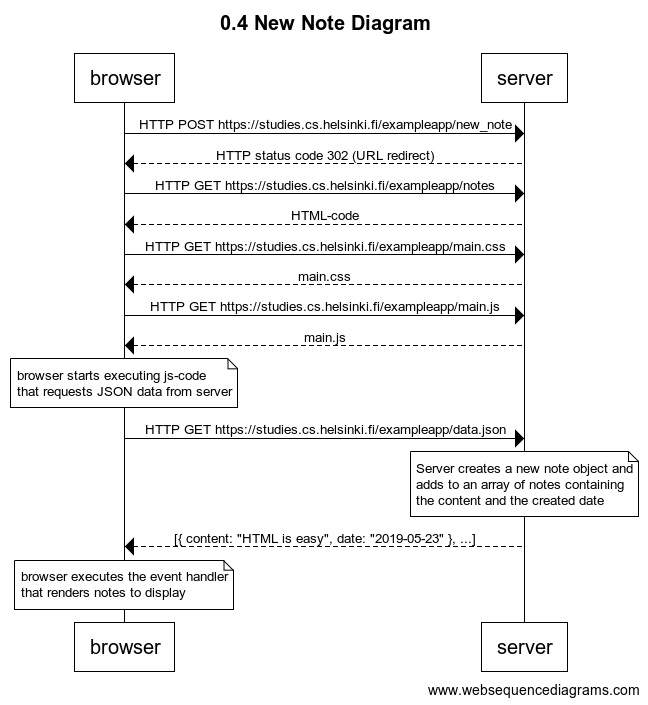 0.4 New Note Diagram
browser
server
HTTP POST https://studies.cs.helsinki.fi/exampleapp/new_note
HTTP status code 302 (URL redirect)
HTTP GET https://studies.cs.helsinki.fi/exampleapp/notes
HTML-code
HTTP GET https://studies.cs.helsinki.fi/exampleapp/main.css
main.css
HTTP GET https://studies.cs.helsinki.fi/exampleapp/main.js
main.js
browser starts executing js-code
that requests JSON data from server
HTTP GET https://studies.cs.helsinki.fi/exampleapp/data.json
Server creates a new note object and
adds to an array of notes containing
the content and the created date
[{ content: "HTML is easy", date: "2019-05-23" }, ...]
browser executes the event handler
that renders notes to display
browser
server
www.websequencediagrams.com